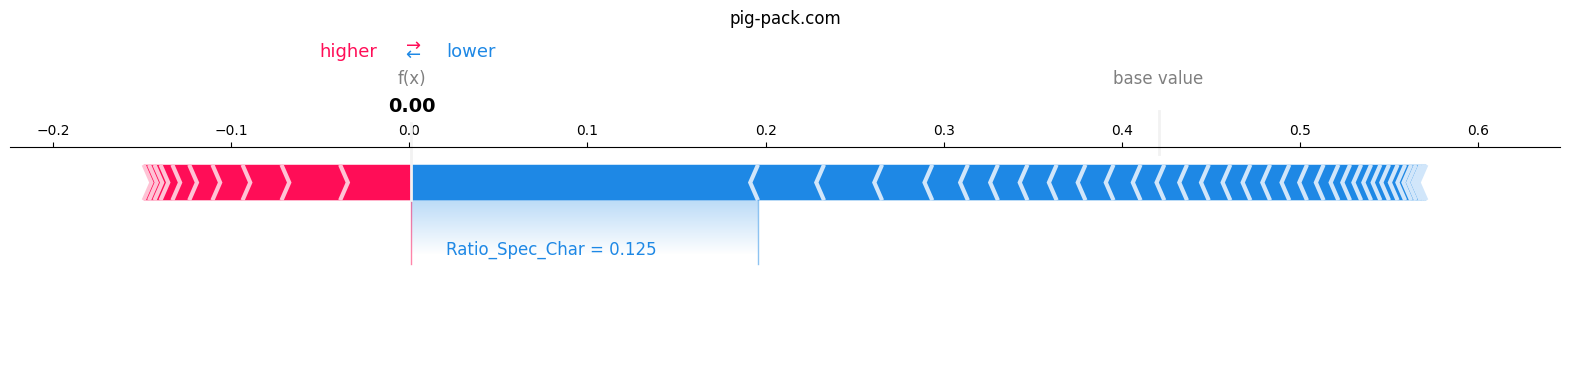 pig-pack.com
higher → ← lower
f(x) base value
0.00
−0.2 −0.1 0.0 0.1 0.2 0.3 0.4 0.5 0.6
Ratio_Spec_Char = 0.125